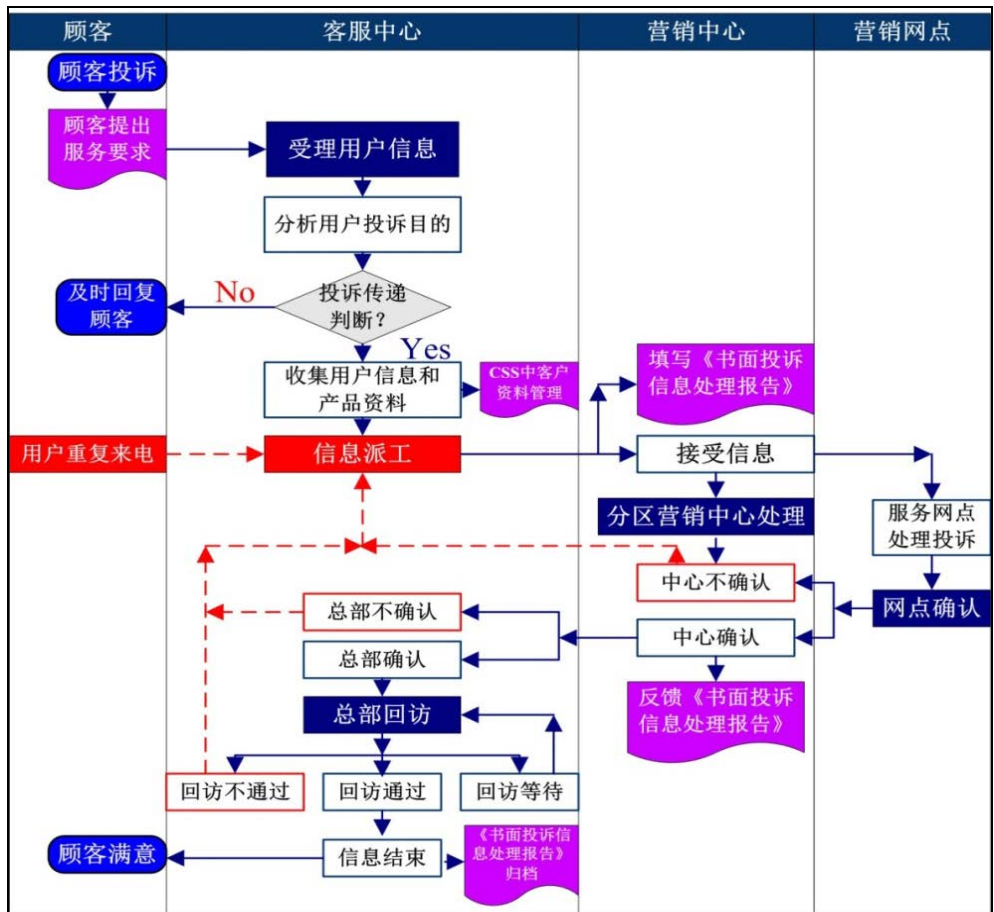 顾客
客服中心
营销中心
营销网点
顾客投诉
顾客提出
服务要求
受理用户信息
分析用户投诉目的
投诉传递
判断？
No
及时回复
顾客
Yes
收集用户信息和
产品资料
CSS中客户
资料管理
填写《书面投诉
信息处理报告》
用户重复来电
信息派工
接受信息
分区营销中心处理
服务网点
处理投诉
中心不确认
网点确认
总部不确认
中心确认
总部确认
反馈《书面投诉
信息处理报告》
总部回访
回访不通过
回访通过
回访等待
顾客满意
信息结束
《书面投诉信
息处理报告》
归档